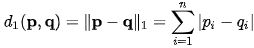 d₁(𝐩, 𝐪) = ‖𝐩 − 𝐪‖₁ = ∑ᵢ₌₁ⁿ |pᵢ − qᵢ|